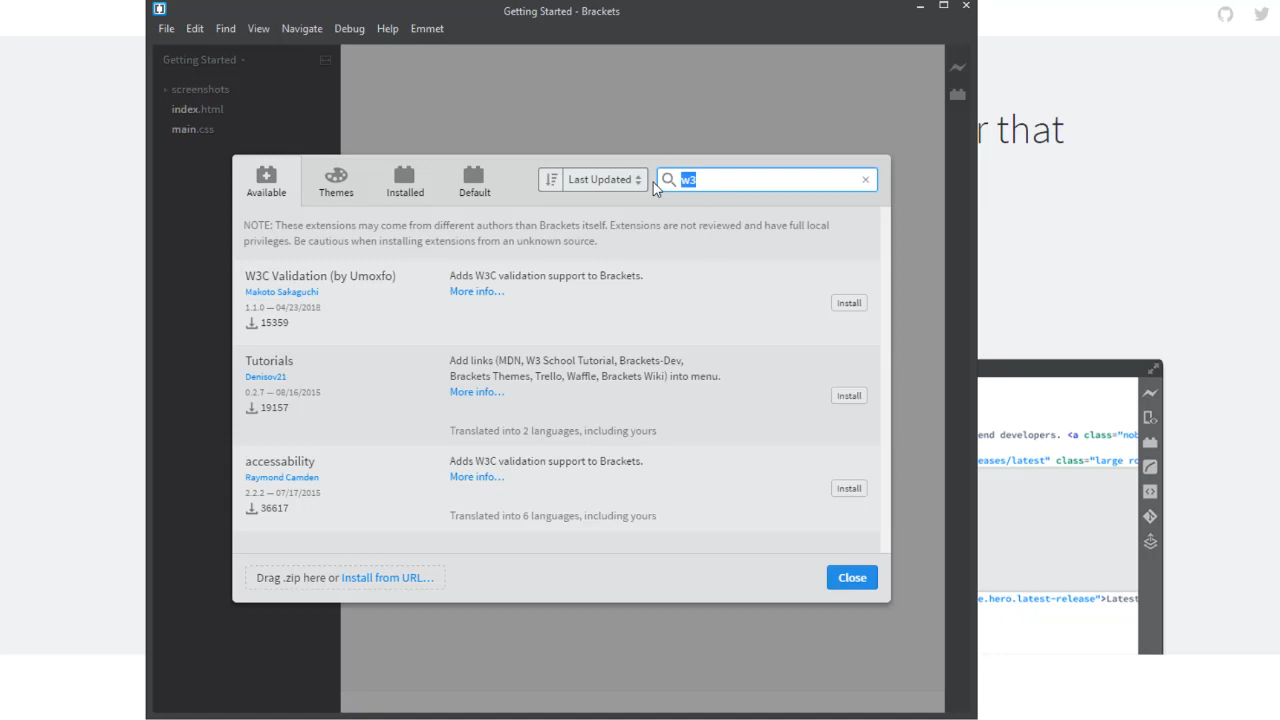 Getting Started - Brackets
File Edit Find View Navigate Debug Help Emmet
Getting Started
screenshots
index.html
main.css
r that
Available
Themes
Installed
Default
Last Updated
w3
NOTE: These extensions may come from different authors than Brackets itself. Extensions are not reviewed and have full local
privileges. Be cautious when installing extensions from an unknown source.
W3C Validation (by Umoxfo)
Makoto Sakaguchi
1.1.0 — 04/23/2018
15359
Adds W3C validation support to Brackets.
More info...
Install
Tutorials
Denisov21
0.2.7 — 08/16/2015
19157
Add links (MDN, W3 School Tutorial, Brackets-Dev,
Brackets Themes, Trello, Waffle, Brackets Wiki) into menu.
More info...
Translated into 2 languages, including yours
Install
accessability
Raymond Camden
2.2.2 — 07/17/2015
36617
Adds W3C validation support to Brackets.
More info...
Translated into 6 languages, including yours
Install
Drag .zip here or Install from URL...
Close
end developers. <a class="nob
eases/latest" class="large ro
e.hero.latest-release">Latest